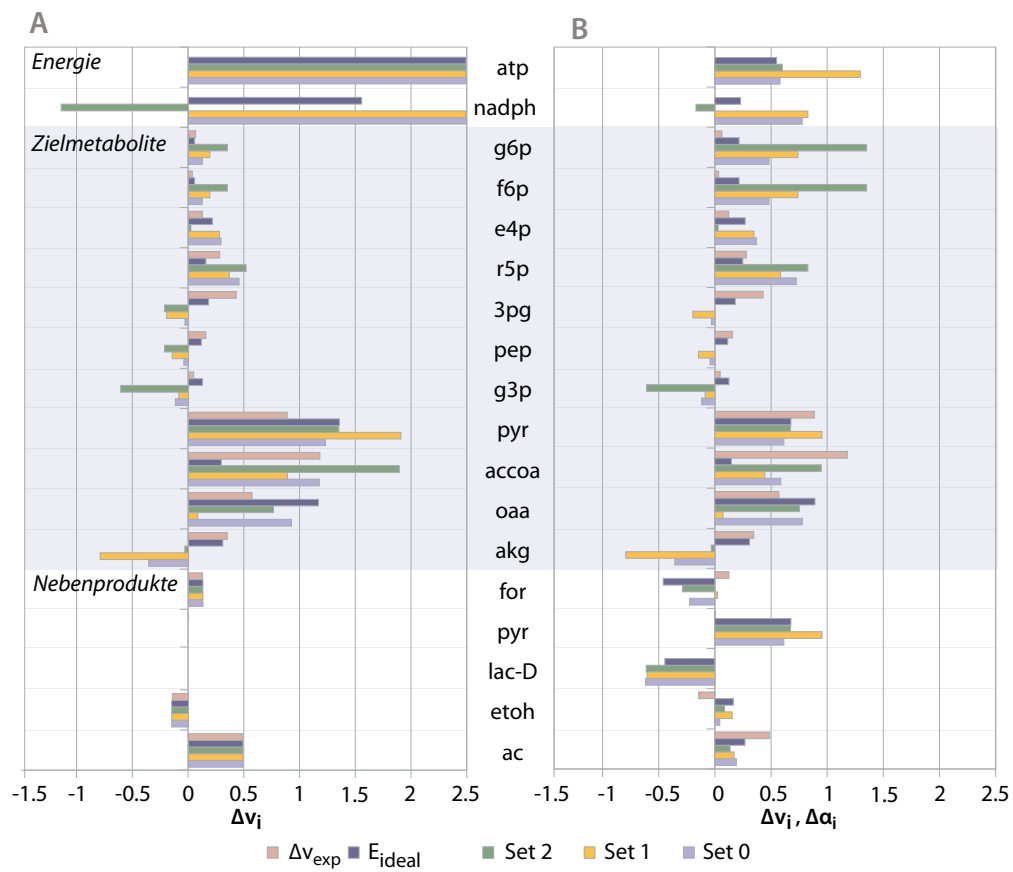 A
B
Energie
atp
nadph
Zielmetabolite
g6p
f6p
e4p
r5p
3pg
pep
g3p
pyr
accoa
oaa
akg
Nebenprodukte
for
pyr
lac-D
etoh
ac
-1.5 -1 -0.5 0 0.5 1 1.5 2 2.5
-1.5 -1 -0.5 0 0.5 1 1.5 2 2.5
Δvi
Δvi , Δαi
Δvexp Eideal Set 2 Set 1 Set 0